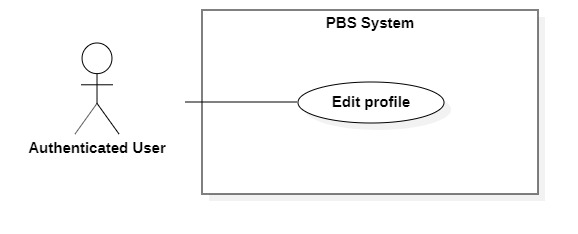 PBS System
Edit profile
Authenticated User